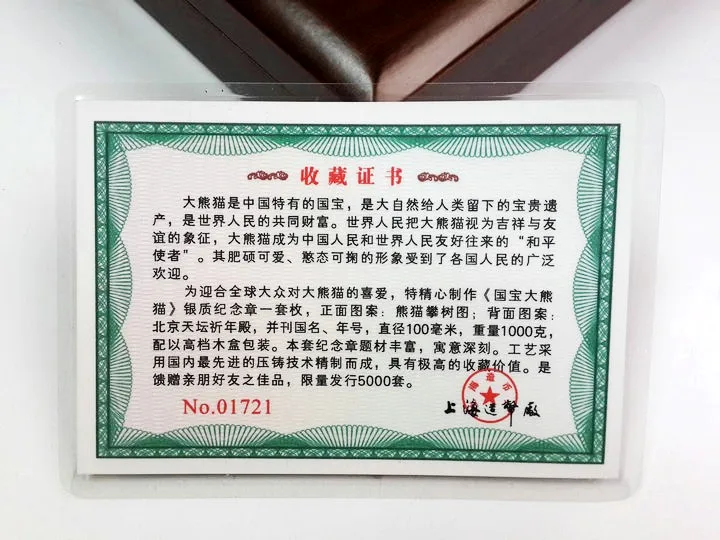 收藏证书
大熊猫是中国特有的国宝，是大自然给人类留下的宝贵遗
产，是世界人民的共同财富。世界人民把大熊猫视为吉祥与友
谊的象征，大熊猫成为中国人民和世界人民友好往来的“和平
使者”。其肥硕可爱、憨态可掬的形象受到了各国人民的广泛
欢迎。
为迎合全球大众对大熊猫的喜爱，特精心制作《国宝大熊
猫》银质纪念章一套枚，正面图案：熊猫攀树图；背面图案：
北京天坛祈年殿，并刊国名、年号，直径100毫米，重量1000克，
配以高档木盒包装。本套纪念章题材丰富，寓意深刻。工艺采
用国内最先进的压铸技术精制而成，具有极高的收藏价值。是
馈赠亲朋好友之佳品，限量发行5000套。
No.01721
上海造幣廠